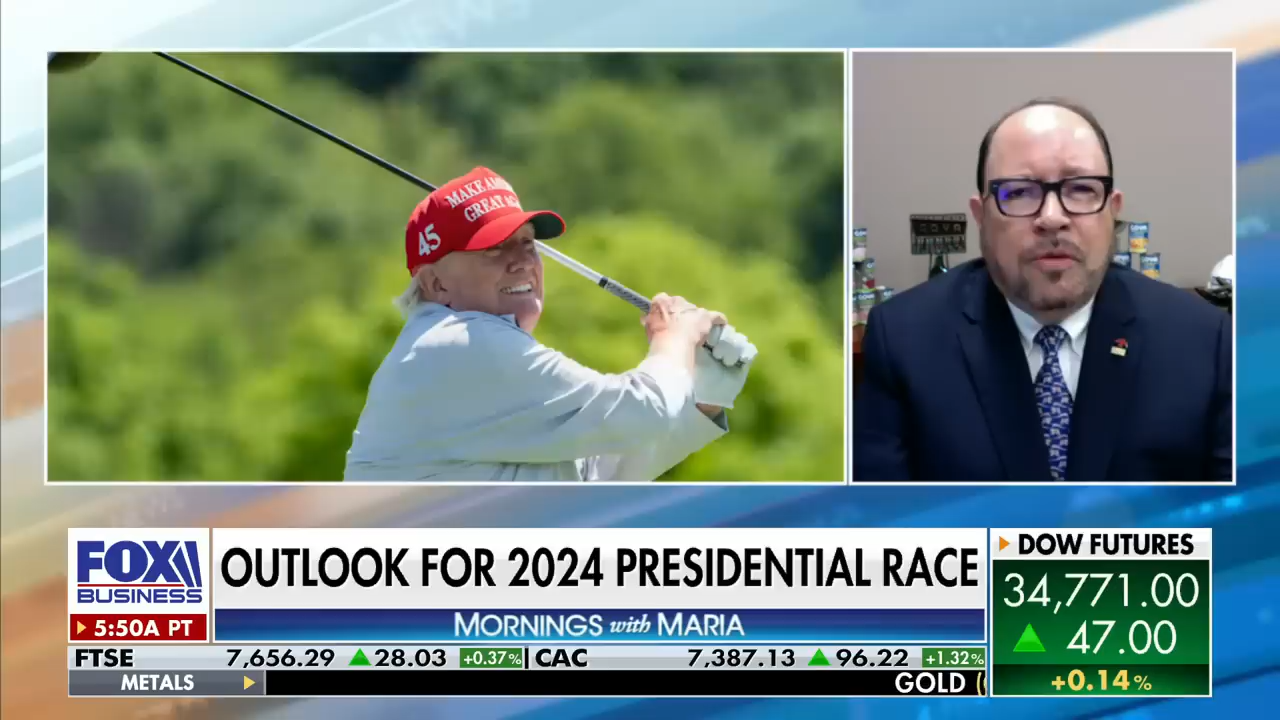 MAKE
GREAT
45
GOYA
FOX
BUSINESS
5:50A PT
OUTLOOK FOR 2024 PRESIDENTIAL RACE
MORNINGS with MARIA
DOW FUTURES
34,771.00
47.00
+0.14%
FTSE 7,656.29 28.03 +0.37% CAC 7,387.13 96.22 +1.32%
METALS GOLD